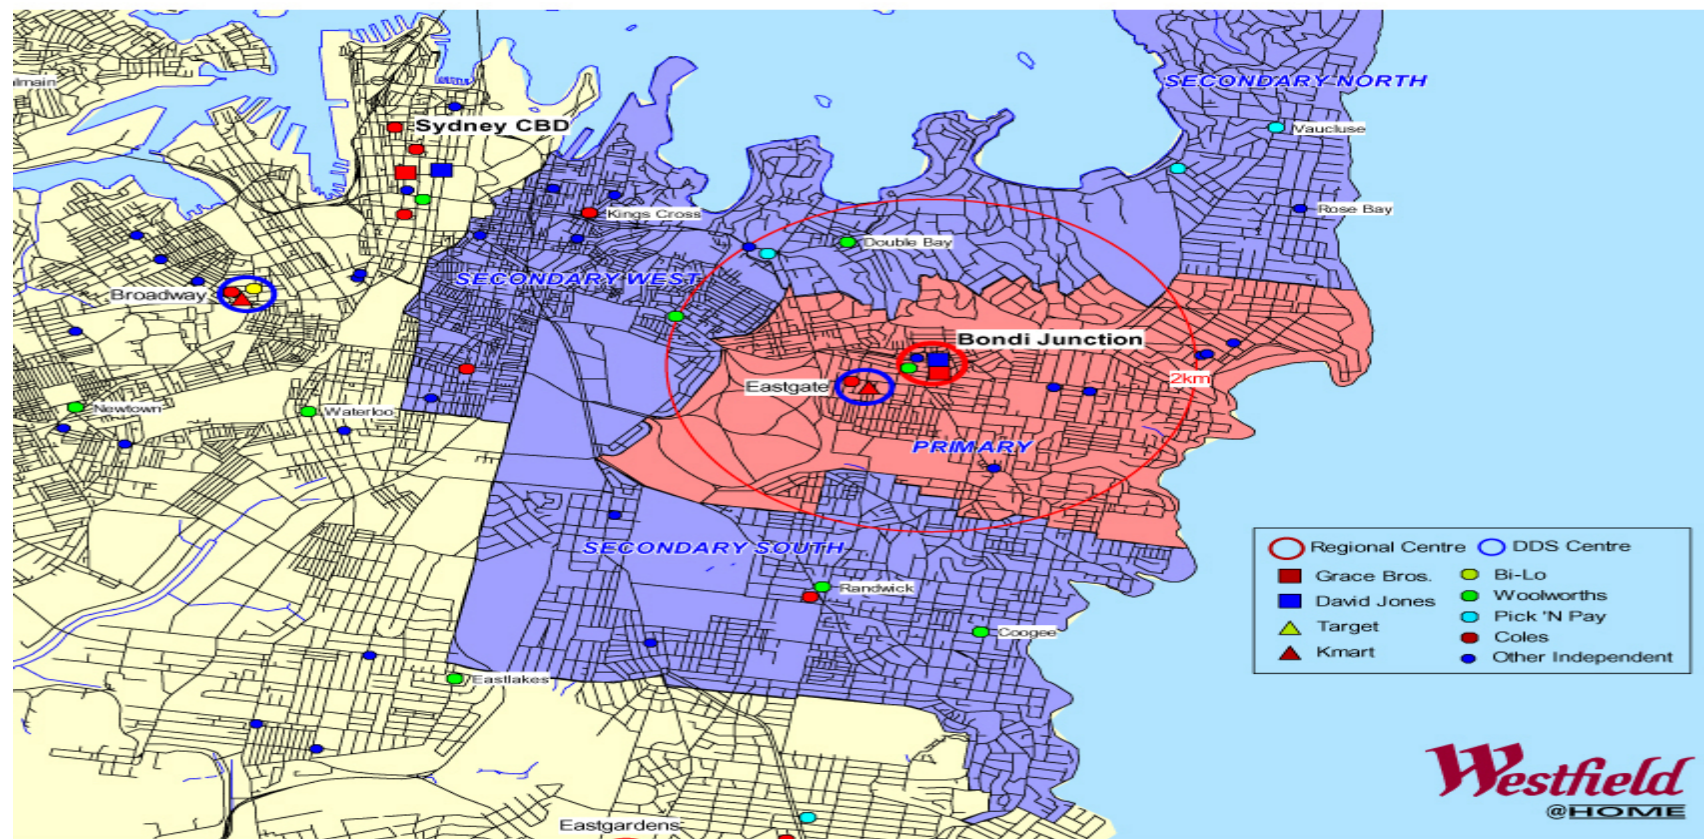 SECONDARY NORTH
Sydney CBD
Vaucluse
Kings Cross
Rose Bay
Double Bay
SECONDARY WEST
Broadway
Bondi Junction
2km
Eastgate
Newtown
Waterloo
PRIMARY
SECONDARY SOUTH
Randwick
Coogee
Eastlakes
Eastgardens
Regional Centre
DDS Centre
Grace Bros.
Bi-Lo
David Jones
Woolworths
Target
Pick 'N Pay
Kmart
Coles
Other Independent
Westfield
@HOME